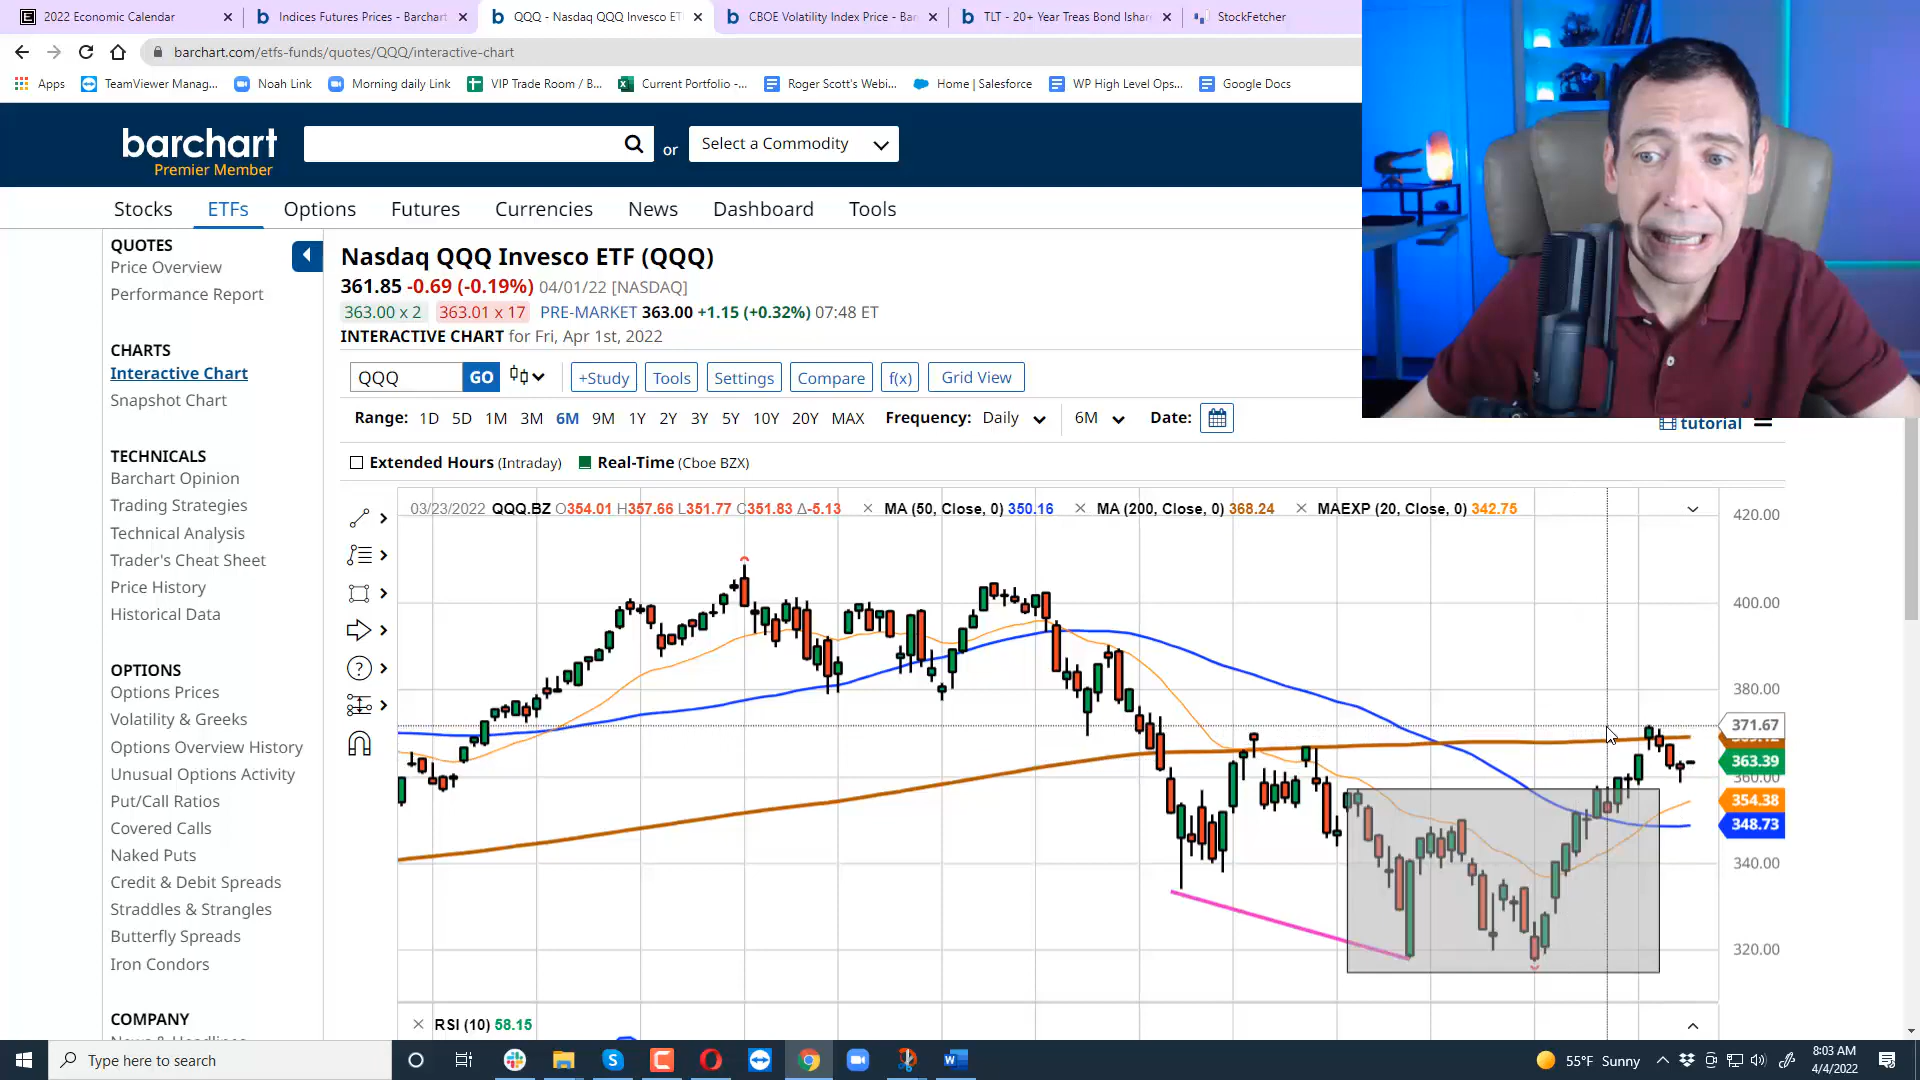 2022 Economic Calendar
Indices Futures Prices - Barchart
QQQ - Nasdaq QQQ Invesco ET
CBOE Volatility Index Price - Bar
TLT - 20+ Year Treas Bond Ishar
StockFetcher
barchart.com/etfs-funds/quotes/QQQ/interactive-chart
Apps
TeamViewer Manag...
Noah Link
Morning daily Link
VIP Trade Room / B...
Current Portfolio -...
Roger Scott's Webi...
Home | Salesforce
WP High Level Ops...
Google Docs
barchart
Premier Member
or
Select a Commodity
Stocks
ETFs
Options
Futures
Currencies
News
Dashboard
Tools
QUOTES
Price Overview
Performance Report
CHARTS
Interactive Chart
Snapshot Chart
TECHNICALS
Barchart Opinion
Trading Strategies
Technical Analysis
Trader's Cheat Sheet
Price History
Historical Data
OPTIONS
Options Prices
Volatility & Greeks
Options Overview History
Unusual Options Activity
Put/Call Ratios
Covered Calls
Naked Puts
Credit & Debit Spreads
Straddles & Strangles
Butterfly Spreads
Iron Condors
COMPANY
Nasdaq QQQ Invesco ETF (QQQ)
361.85 -0.69 (-0.19%) 04/01/22 [NASDAQ]
363.00 x 2 363.01 x 17 PRE-MARKET 363.00 +1.15 (+0.32%) 07:48 ET
INTERACTIVE CHART for Fri, Apr 1st, 2022
QQQ GO +Study Tools Settings Compare f(x) Grid View
Range: 1D 5D 1M 3M 6M 9M 1Y 2Y 3Y 5Y 10Y 20Y MAX Frequency: Daily 6M Date:
tutorial
Extended Hours (Intraday) Real-Time (Cboe BZX)
03/23/2022 QQQ.BZ O354.01 H357.66 L351.77 C351.83 Δ-5.13 MA (50, Close, 0) 350.16 MA (200, Close, 0) 368.24 MAEXP (20, Close, 0) 342.75
420.00
400.00
380.00
371.67
363.39
360.00
354.38
348.73
340.00
320.00
RSI (10) 58.15
Type here to search
55°F Sunny
8:03 AM
4/4/2022